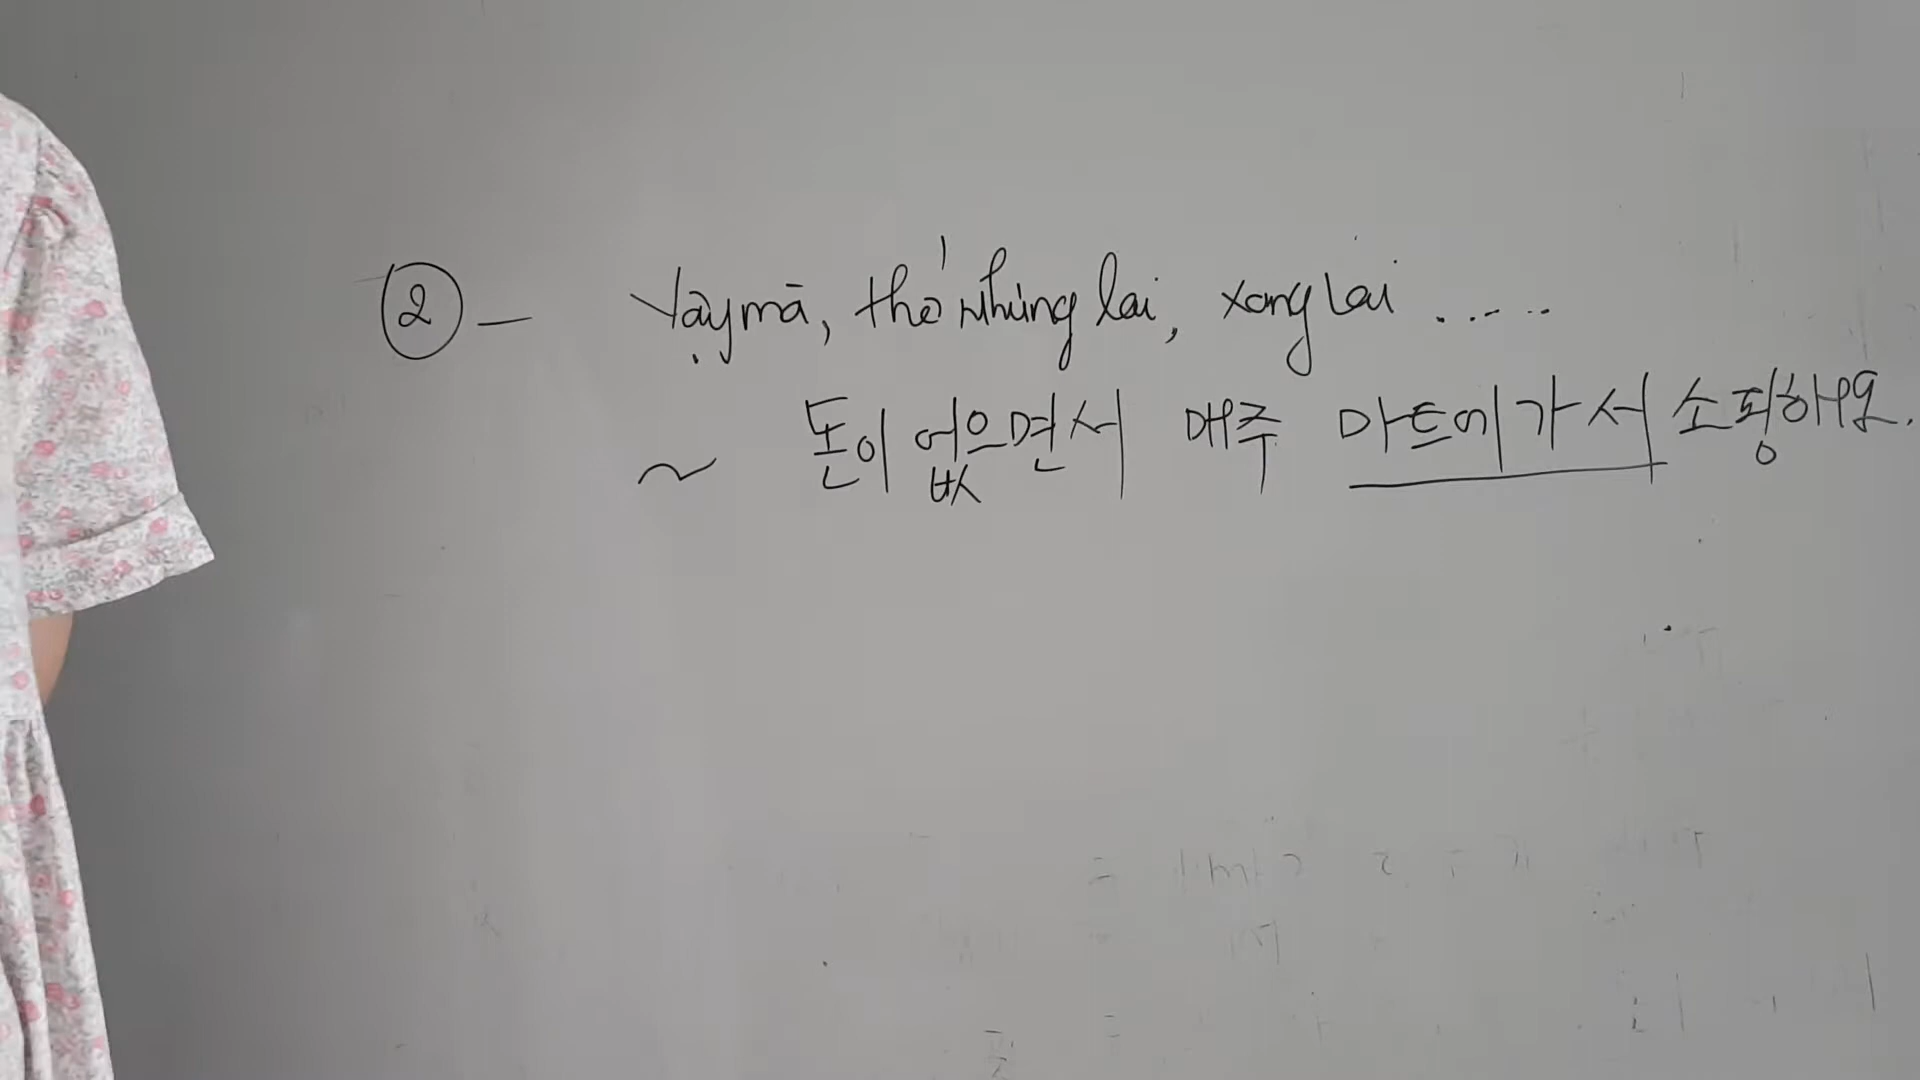 ② - Vậy mà, thế nhưng lại, xong lại .....
~ 돈이 없으면서 매주 마트에 가서 쇼핑해요.